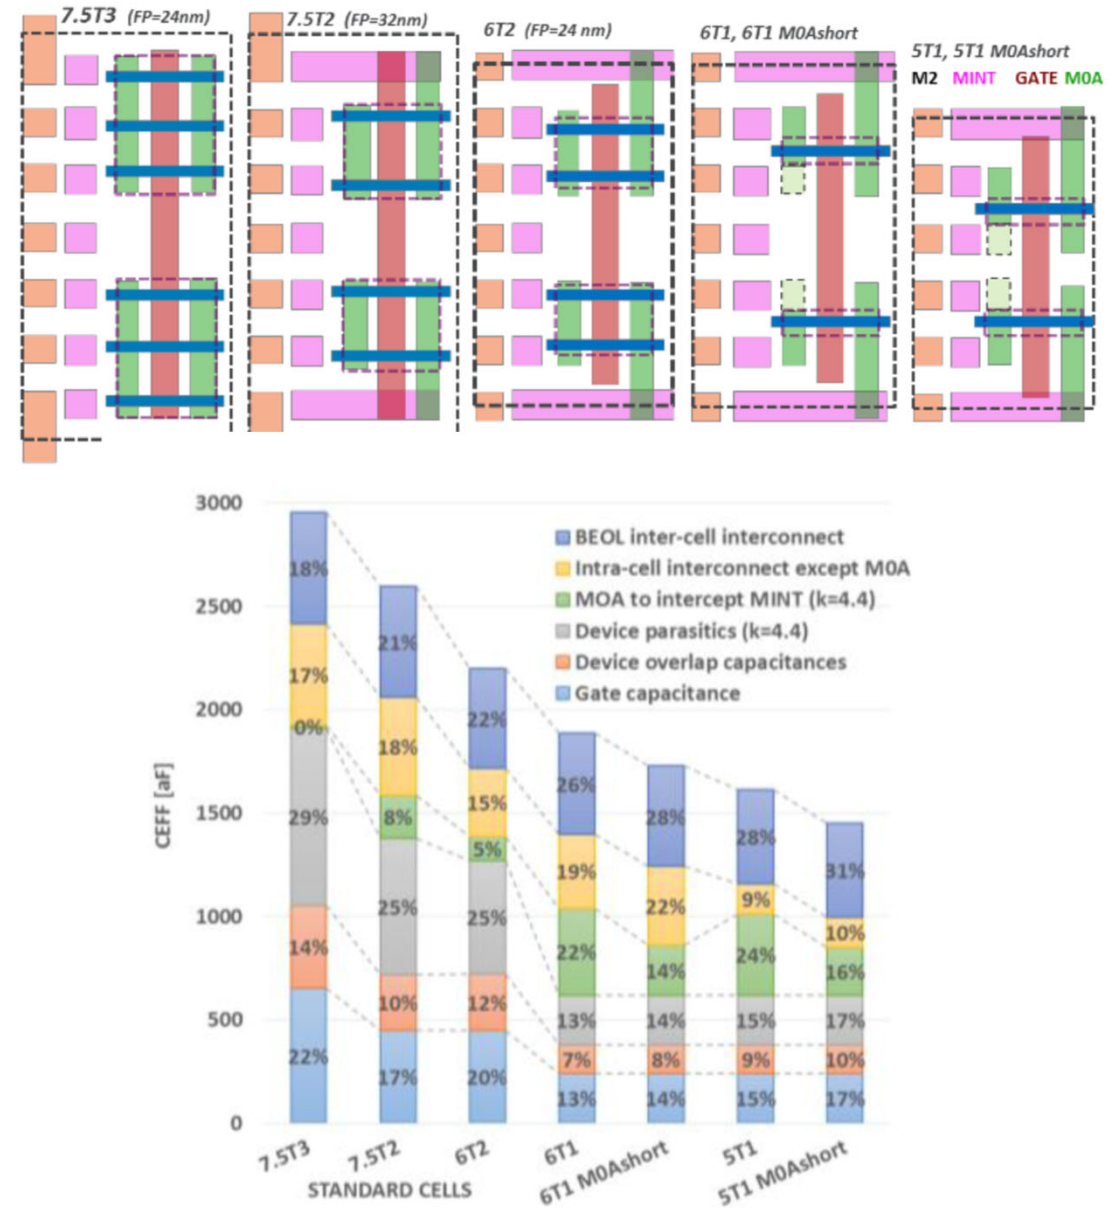 7.5T3 (FP=24nm)
7.5T2 (FP=32nm)
6T2 (FP=24 nm)
6T1, 6T1 M0Ashort
5T1, 5T1 M0Ashort
M2 MINT GATE M0A
3000
2500
2000
1500
1000
500
0
CEFF [aF]
BEOL inter-cell interconnect
Intra-cell interconnect except M0A
MOA to intercept MINT (k=4.4)
Device parasitics (k=4.4)
Device overlap capacitances
Gate capacitance
18%
17%
0%
29%
14%
22%
21%
18%
8%
25%
10%
17%
22%
15%
5%
25%
12%
20%
26%
19%
22%
13%
7%
13%
28%
22%
14%
14%
8%
14%
28%
9%
24%
15%
9%
15%
31%
10%
16%
17%
10%
17%
7.5T3
7.5T2
6T2
6T1
6T1 M0Ashort
5T1
5T1 M0Ashort
STANDARD CELLS